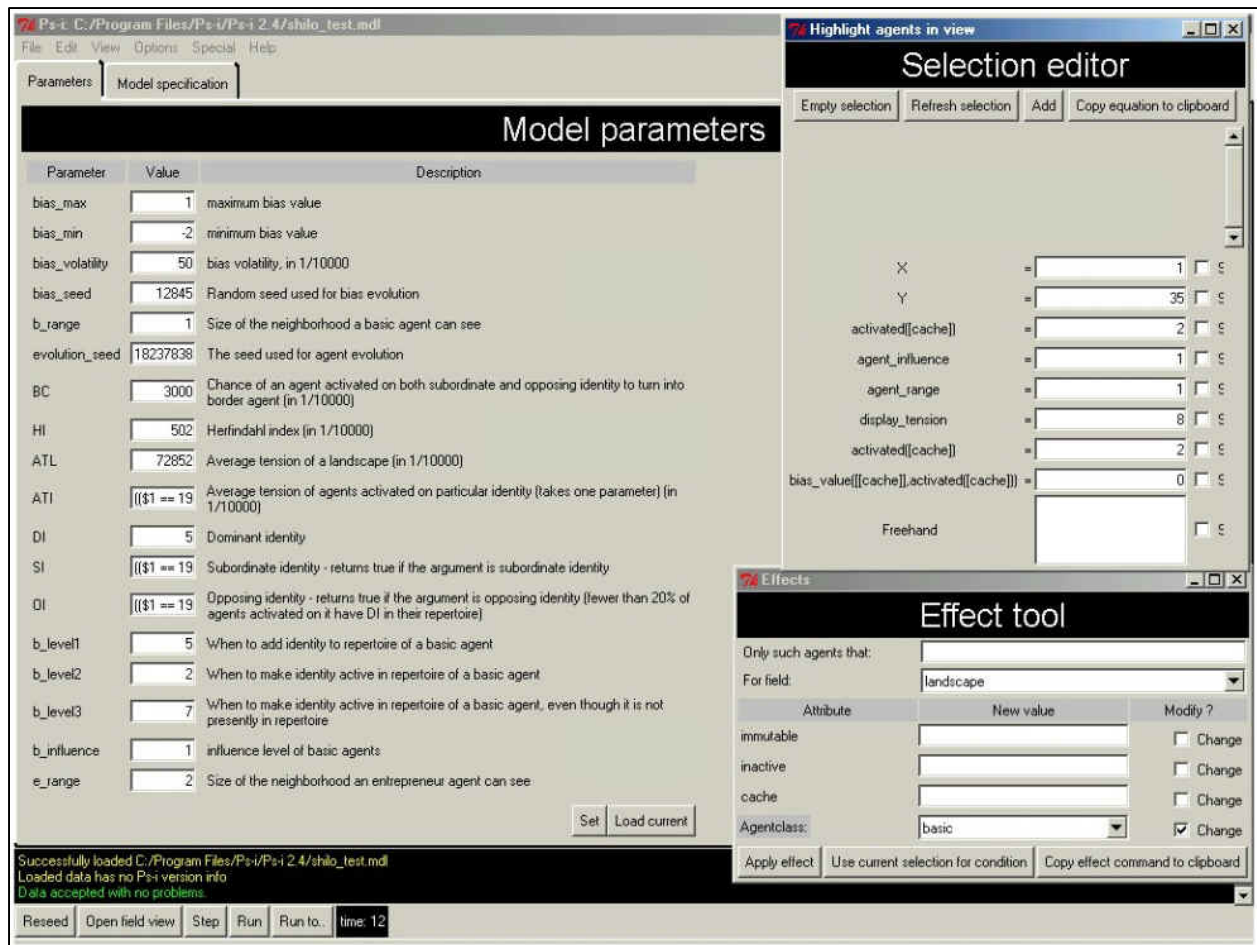 Ps-i: C:/Program Files/Ps-i/Ps-i 2.4/shilo_test.mdl
File Edit View Options Special Help
Parameters Model specification
Model parameters
Parameter Value Description
bias_max 1 maximum bias value
bias_min -2 minimum bias value
bias_volatility 50 bias volatility, in 1/10000
bias_seed 12845 Random seed used for bias evolution
b_range 1 Size of the neighborhood a basic agent can see
evolution_seed 18237838 The seed used for agent evolution
BC 3000 Chance of an agent activated on both subordinate and opposing identity to turn into
border agent (in 1/10000)
HI 502 Herfindahl index (in 1/10000)
ATL 72852 Average tension of a landscape (in 1/10000)
ATI (($1 == 19 Average tension of agents activated on particular identity (takes one parameter) (in
1/10000)
DI 5 Dominant identity
SI (($1 == 19 Subordinate identity - returns true if the argument is subordinate identity
OI (($1 == 19 Opposing identity - returns true if the argument is opposing identity (fewer than 20% of
agents activated on it have DI in their repertoire)
b_level1 5 When to add identity to repertoire of a basic agent
b_level2 2 When to make identity active in repertoire of a basic agent
b_level3 7 When to make identity active in repertoire of a basic agent, even though it is not
presently in repertoire
b_influence 1 influence level of basic agents
e_range 2 Size of the neighborhood an entrepreneur agent can see
Set Load current
Successfully loaded C:/Program Files/Ps-i/Ps-i 2.4/shilo_test.mdl
Loaded data has no Ps-i version info
Data accepted with no problems.
Reseed Open field view Step Run Run to.. time: 12
Highlight agents in view
Selection editor
Empty selection Refresh selection Add Copy equation to clipboard
X = 1
Y = 35
activated([cache]) = 2
agent_influence = 1
agent_range = 1
display_tension = 8
activated([cache]) = 2
bias_value([[cache]],activated([cache])) = 0
Freehand
Effects
Effect tool
Only such agents that:
For field: landscape
Attribute New value Modify ?
immutable Change
inactive Change
cache Change
Agentclass: basic Change
Apply effect Use current selection for condition Copy effect command to clipboard